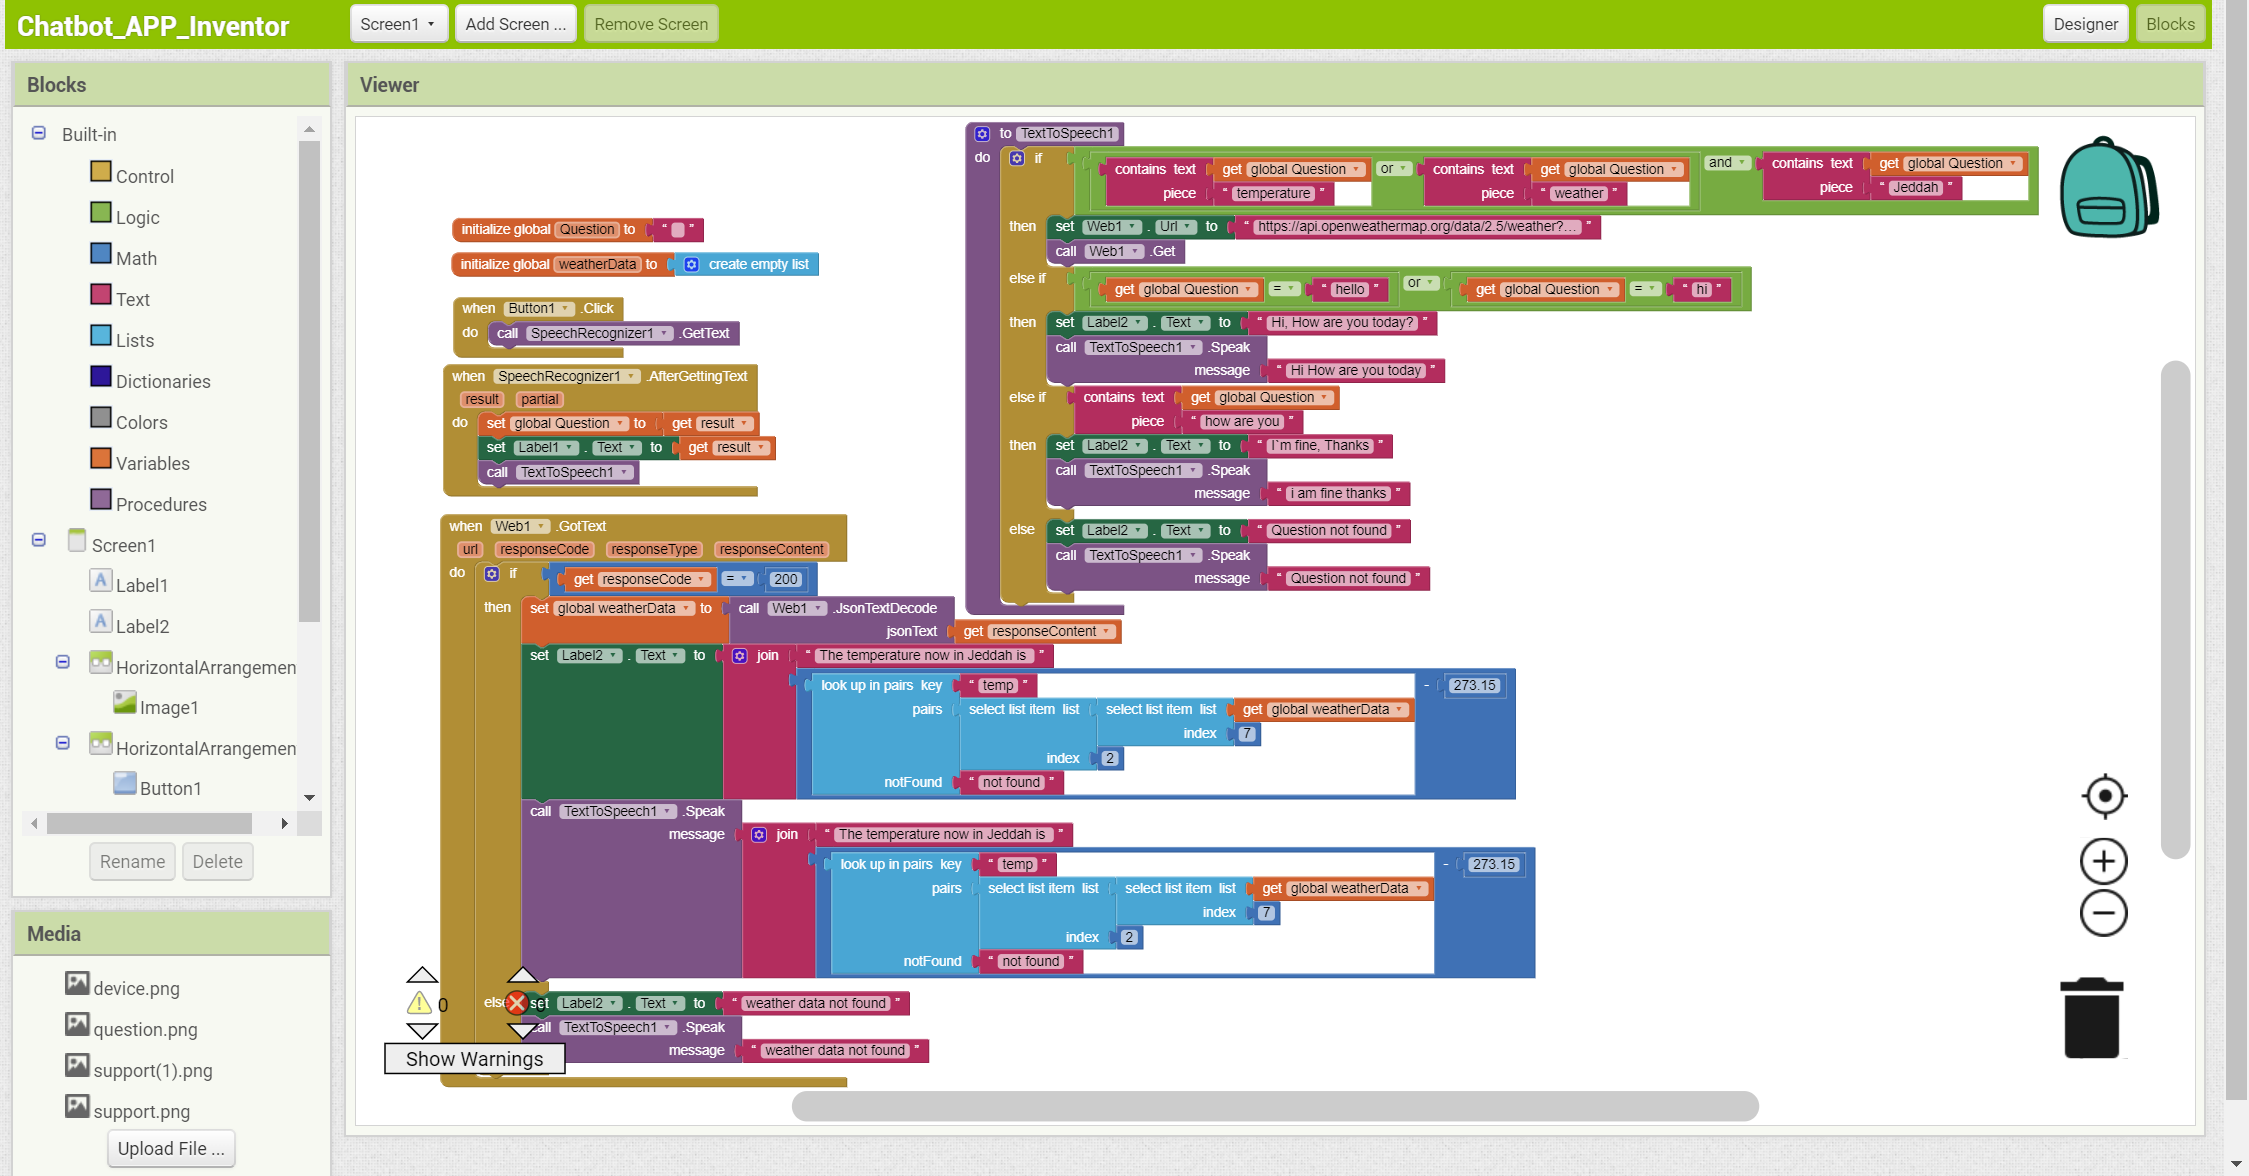 Chatbot_APP_Inventor
Screen1
Add Screen ...
Remove Screen
Designer
Blocks
Blocks
Built-in
Control
Logic
Math
Text
Lists
Dictionaries
Colors
Variables
Procedures
Screen1
Label1
Label2
HorizontalArrangemen
Image1
HorizontalArrangemen
Button1
Rename
Delete
Media
device.png
question.png
support(1).png
support.png
Upload File ...
Viewer
initialize global Question to “ ”
initialize global weatherData to create empty list
when Button1 .Click
do call SpeechRecognizer1 .GetText
when SpeechRecognizer1 .AfterGettingText
result partial
do set global Question to get result
set Label1 . Text to get result
call TextToSpeech1
when Web1 .GotText
url responseCode responseType responseContent
do if get responseCode = 200
then set global weatherData to call Web1 .JsonTextDecode
jsonText get responseContent
set Label2 . Text to join “ The temperature now in Jeddah is ”
look up in pairs key “ temp ” - 273.15
pairs select list item list select list item list get global weatherData
index 7
index 2
notFound “ not found ”
call TextToSpeech1 .Speak
message join “ The temperature now in Jeddah is ”
look up in pairs key “ temp ” - 273.15
pairs select list item list select list item list get global weatherData
index 7
index 2
notFound “ not found ”
else set Label2 . Text to “ weather data not found ”
call TextToSpeech1 .Speak
message “ weather data not found ”
0
Show Warnings
to TextToSpeech1
do if contains text get global Question or contains text get global Question and contains text get global Question
piece “ temperature ” piece “ weather ” piece “ Jeddah ”
then set Web1 . Url to “ https://api.openweathermap.org/data/2.5/weather?... ”
call Web1 .Get
else if get global Question = “ hello ” or get global Question = “ hi ”
then set Label2 . Text to “ Hi, How are you today? ”
call TextToSpeech1 .Speak
message “ Hi How are you today ”
else if contains text get global Question
piece “ how are you ”
then set Label2 . Text to “ I`m fine, Thanks ”
call TextToSpeech1 .Speak
message “ i am fine thanks ”
else set Label2 . Text to “ Question not found ”
call TextToSpeech1 .Speak
message “ Question not found ”